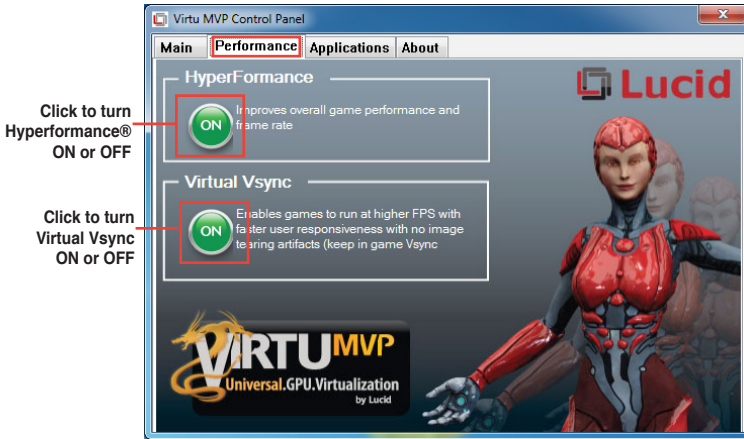 Virtu MVP Control Panel
x
Main Performance Applications About
HyperFormance
Lucid
Click to turn
Hyperformance®
ON or OFF
ON
Improves overall game performance and
frame rate
Virtual Vsync
Click to turn
Virtual Vsync
ON or OFF
ON
Enables games to run at higher FPS with
faster user responsiveness with no image
tearing artifacts (keep in game Vsync
VIRTU MVP
Universal.GPU.Virtualization
by Lucid